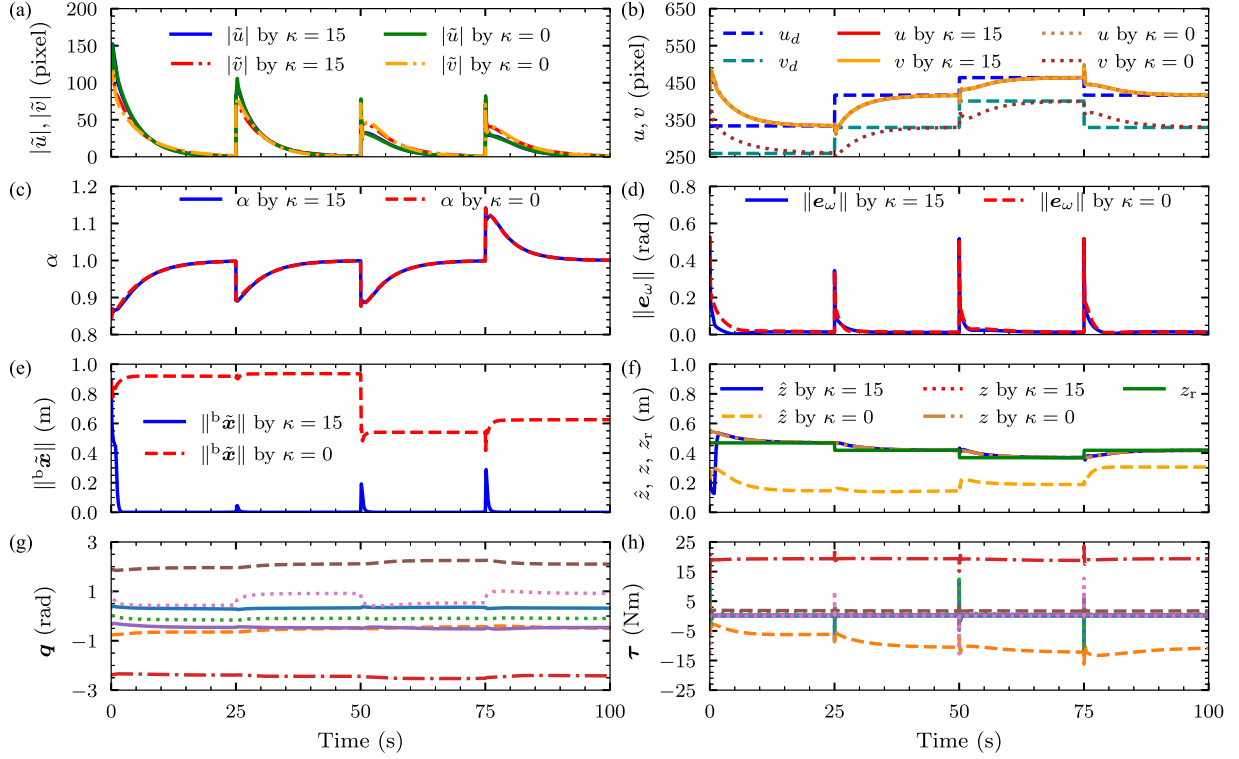 (a)
200
150
100
50
0
|ũ|, |ṽ| (pixel)
|ũ| by κ = 15
|ũ| by κ = 0
|ṽ| by κ = 15
|ṽ| by κ = 0
(b)
650
550
450
350
250
u, v (pixel)
u_d
u by κ = 15
u by κ = 0
v_d
v by κ = 15
v by κ = 0
(c)
1.2
1.1
1.0
0.9
0.8
α
α by κ = 15
α by κ = 0
(d)
0.8
0.6
0.4
0.2
0.0
‖e_ω‖ (rad)
‖e_ω‖ by κ = 15
‖e_ω‖ by κ = 0
(e)
1.0
0.8
0.6
0.4
0.2
0.0
‖ᵇx̃‖ (m)
‖ᵇx̃‖ by κ = 15
‖ᵇx̃‖ by κ = 0
(f)
1.0
0.8
0.6
0.4
0.2
0.0
ẑ, z, z_r (m)
ẑ by κ = 15
z by κ = 15
z_r
ẑ by κ = 0
z by κ = 0
(g)
3
1
−1
−3
q (rad)
0
25
50
75
100
Time (s)
(h)
25
15
5
−5
−15
−25
τ (Nm)
0
25
50
75
100
Time (s)